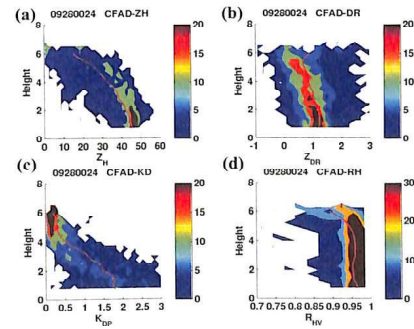 (a) 09280024 CFAD-ZH
Height
8
6
4
2
0
0 10 20 30 40 50 60
Z_H
20
15
10
5
0
(b) 09280024 CFAD-DR
Height
8
6
4
2
0
-1 0 1 2 3
Z_DR
20
15
10
5
0
(c) 09280024 CFAD-KD
Height
8
6
4
2
0
0 0.5 1 1.5 2 2.5 3
K_DP
20
15
10
5
0
(d) 09280024 CFAD-RH
Height
8
6
4
2
0
0.7 0.75 0.8 0.85 0.9 0.95 1
R_HV
30
20
10
0